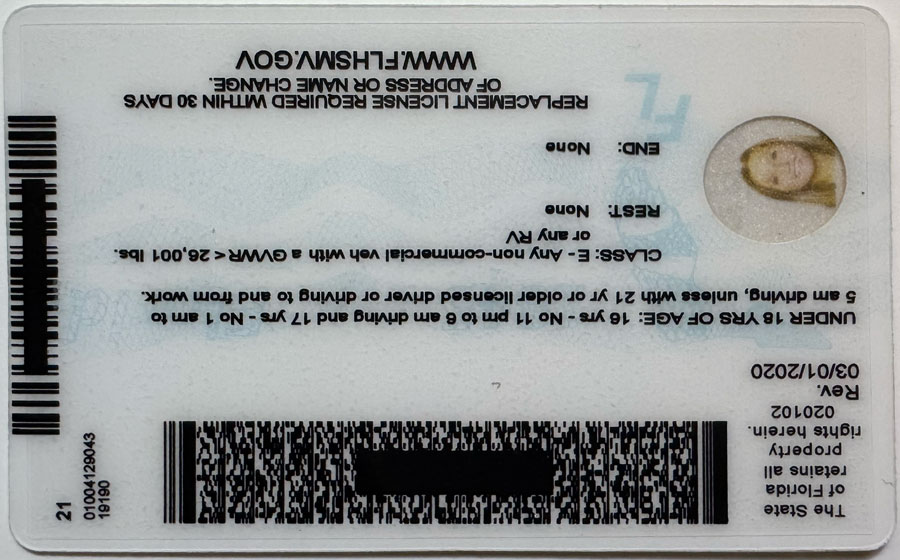 The State
of Florida
retains all
property
rights herein.
020102
Rev.
03/01/2020
UNDER 18 YRS OF AGE: 16 yrs - No 11 pm to 6 am driving and 17 yrs - No 1 am to
5 am driving, unless with 21 yr or older licensed driver or driving to and from work.
CLASS: E - Any non-commercial veh with a GVWR < 26,001 lbs.
or any RV
REST: None
END: None
REPLACEMENT LICENSE REQUIRED WITHIN 30 DAYS
OF ADDRESS OR NAME CHANGE.
WWW.FLHSMV.GOV
FL
21
01004129043
19190